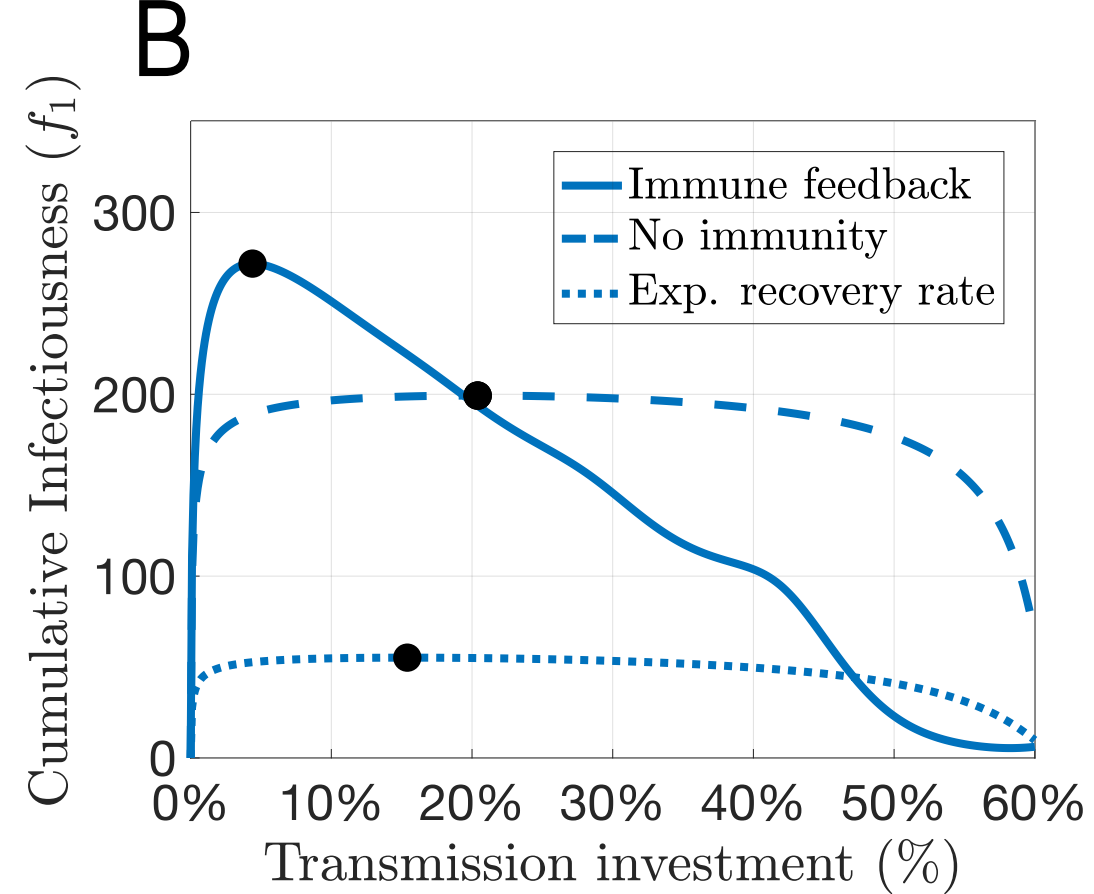 B
Cumulative Infectiousness (f₁)
300
200
100
0
Immune feedback
No immunity
Exp. recovery rate
0% 10% 20% 30% 40% 50% 60%
Transmission investment (%)